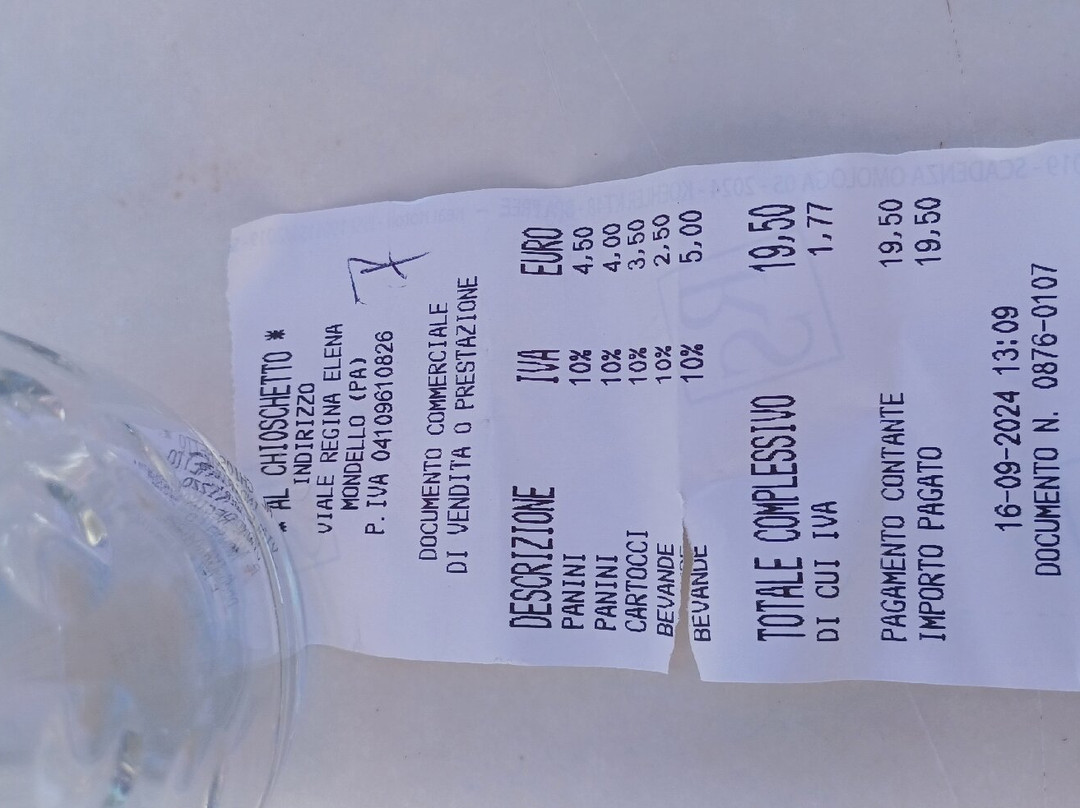 * AL CHIOSCHETTO *
INDIRIZZO
VIALE REGINA ELENA
MONDELLO (PA)
P. IVA 04109610826
DOCUMENTO COMMERCIALE
DI VENDITA O PRESTAZIONE
DESCRIZIONE IVA EURO
PANINI 10% 4,50
PANINI 10% 4,00
CARTOCCI 10% 3,50
BEVANDE 10% 2,50
BEVANDE 10% 5,00
TOTALE COMPLESSIVO 19,50
DI CUI IVA 1,77
PAGAMENTO CONTANTE 19,50
IMPORTO PAGATO 19,50
16-09-2024 13:09
DOCUMENTO N. 0876-0107